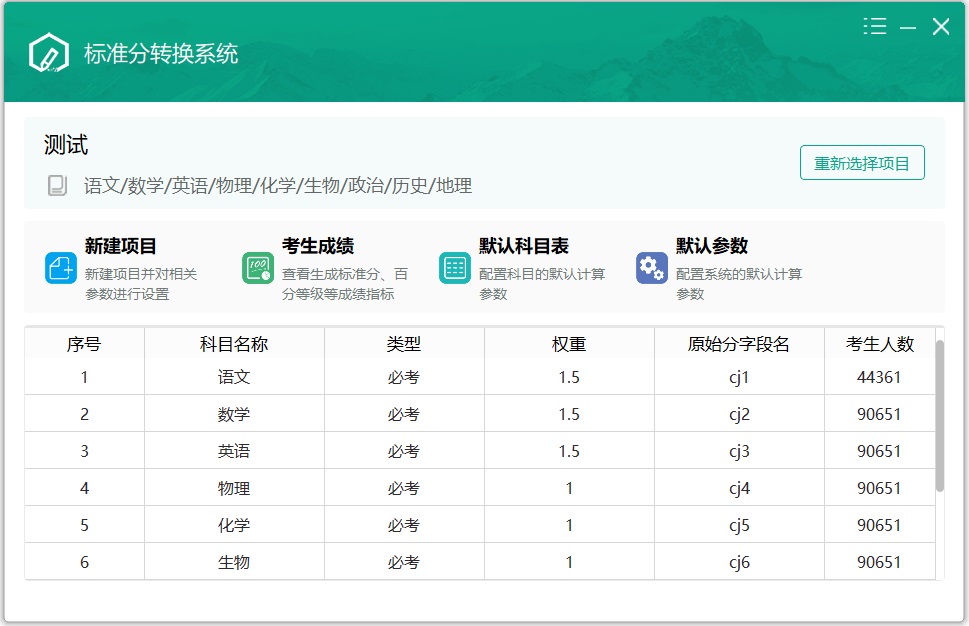 标准分转换系统
测试
语文/数学/英语/物理/化学/生物/政治/历史/地理
重新选择项目
新建项目
新建项目并对相关
参数进行设置
100
考生成绩
查看生成标准分、百
分等级等成绩指标
默认科目表
配置科目的默认计算
参数
默认参数
配置系统的默认计算
参数
序号 科目名称 类型 权重 原始分字段名 考生人数
1 语文 必考 1.5 cj1 44361
2 数学 必考 1.5 cj2 90651
3 英语 必考 1.5 cj3 90651
4 物理 必考 1 cj4 90651
5 化学 必考 1 cj5 90651
6 生物 必考 1 cj6 90651